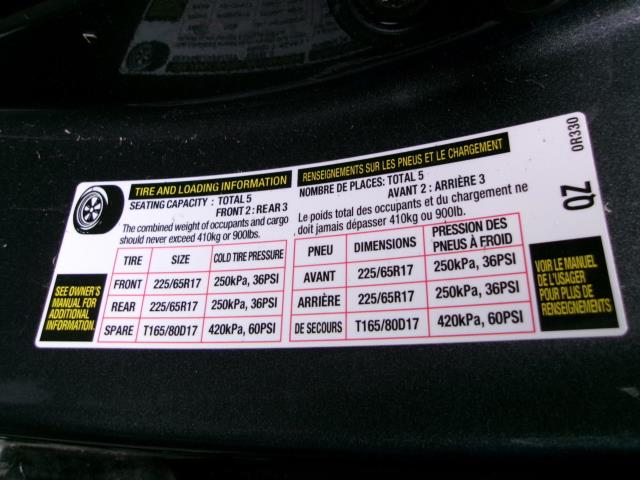 TIRE AND LOADING INFORMATION
SEATING CAPACITY : TOTAL 5
FRONT 2 : REAR 3
The combined weight of occupants and cargo
should never exceed 410kg or 900lbs.
TIRE SIZE COLD TIRE PRESSURE
FRONT 225/65R17 250kPa, 36PSI
REAR 225/65R17 250kPa, 36PSI
SPARE T165/80D17 420kPa, 60PSI
SEE OWNER'S
MANUAL FOR
ADDITIONAL
INFORMATION.
RENSEIGNEMENTS SUR LES PNEUS ET LE CHARGEMENT
NOMBRE DE PLACES: TOTAL 5
AVANT 2 : ARRIÈRE 3
Le poids total des occupants et du chargement ne
doit jamais dépasser 410kg ou 900lb.
PNEU DIMENSIONS PRESSION DES
PNEUS À FROID
AVANT 225/65R17 250kPa, 36PSI
ARRIÈRE 225/65R17 250kPa, 36PSI
DE SECOURS T165/80D17 420kPa, 60PSI
VOIR LE MANUEL
DE L'USAGER
POUR PLUS DE
RENSEIGNEMENTS
QZ
0R330